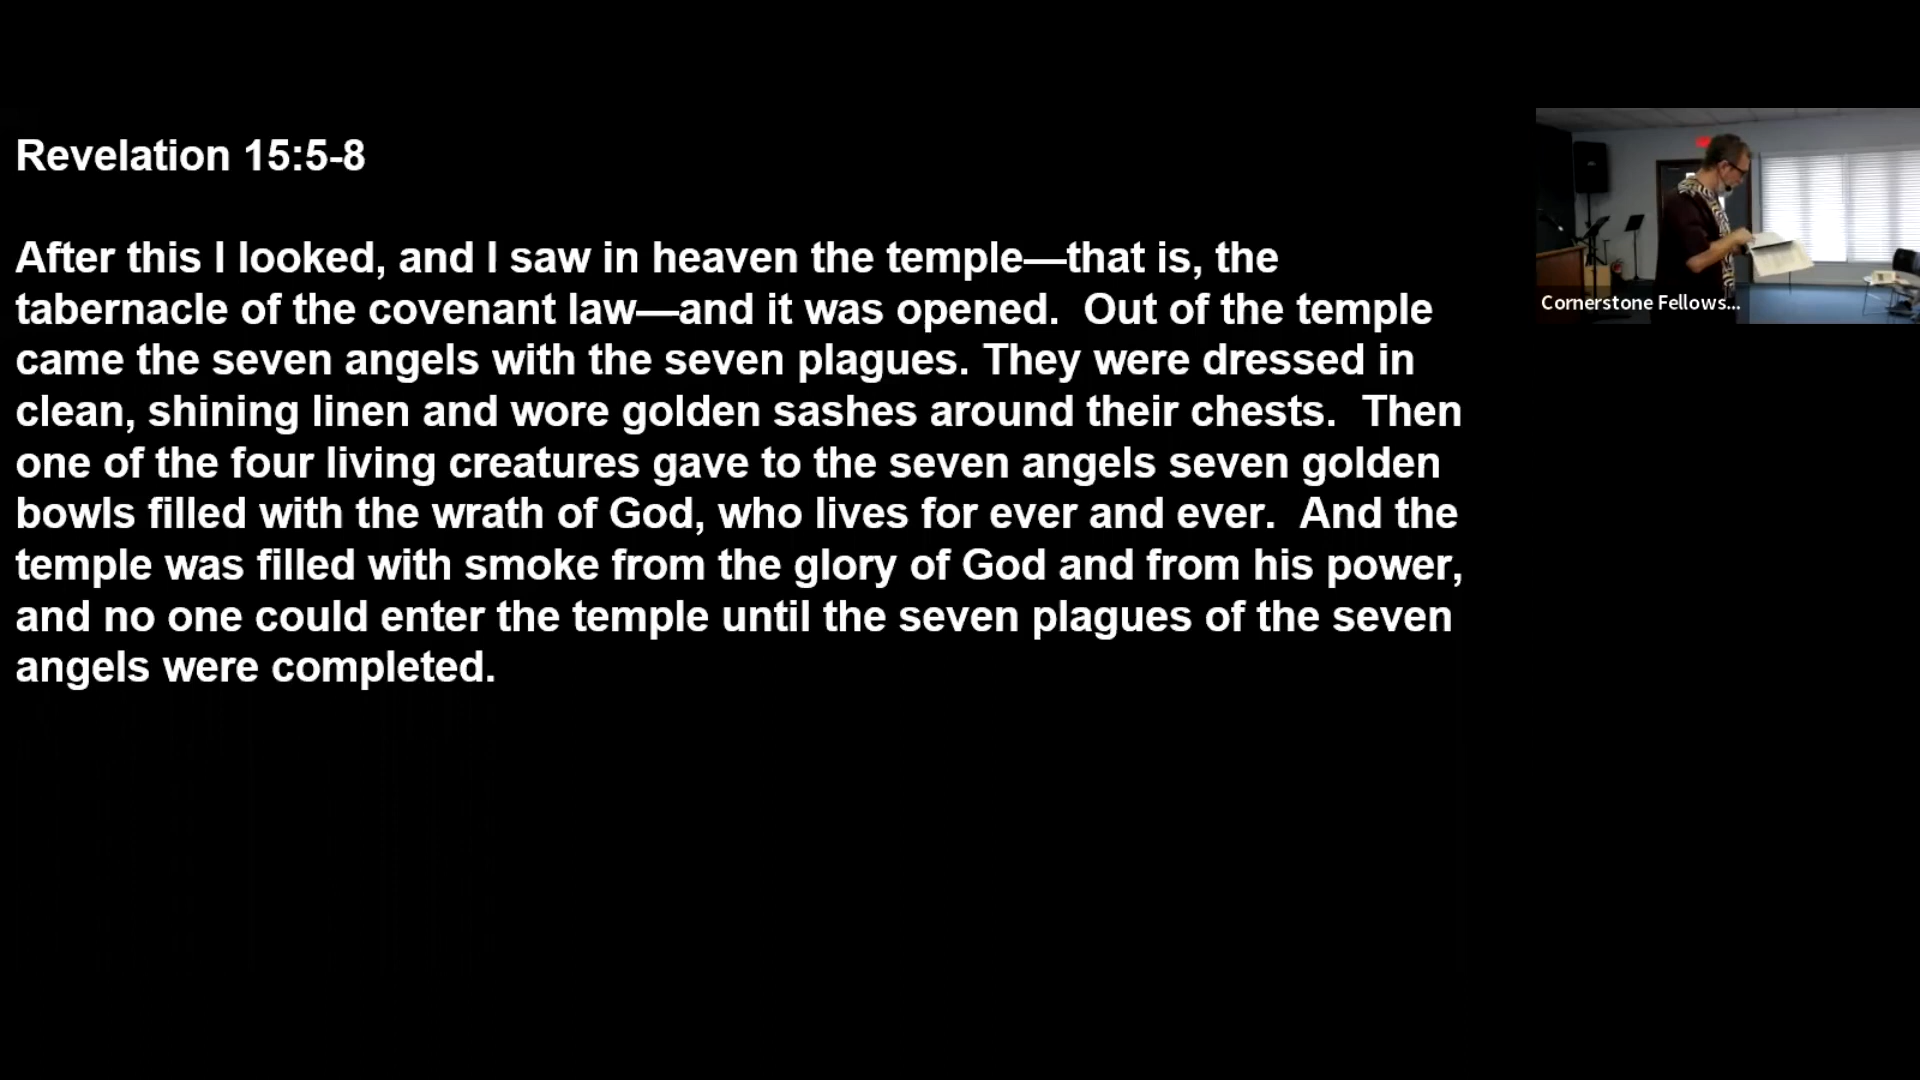 Revelation 15:5-8
After this I looked, and I saw in heaven the temple—that is, the
tabernacle of the covenant law—and it was opened.  Out of the temple
came the seven angels with the seven plagues. They were dressed in
clean, shining linen and wore golden sashes around their chests.  Then
one of the four living creatures gave to the seven angels seven golden
bowls filled with the wrath of God, who lives for ever and ever.  And the
temple was filled with smoke from the glory of God and from his power,
and no one could enter the temple until the seven plagues of the seven
angels were completed.
Cornerstone Fellows...